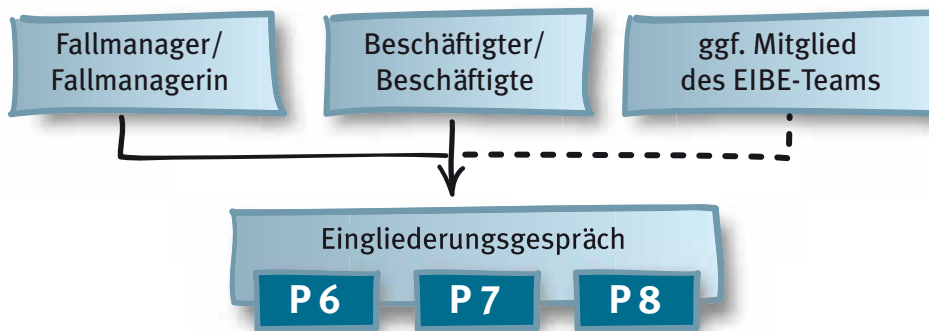 Fallmanager/
Fallmanagerin
Beschäftigter/
Beschäftigte
ggf. Mitglied
des EIBE-Teams
Eingliederungsgespräch
P 6
P 7
P 8